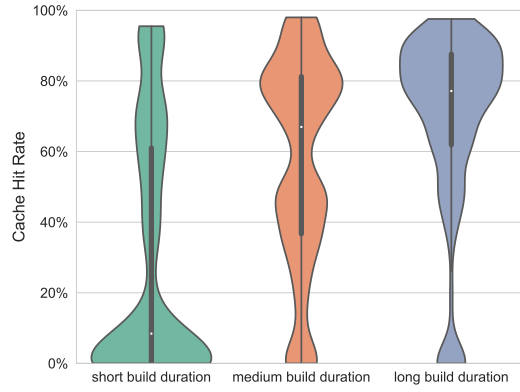 100%
80%
60%
40%
20%
0%
Cache Hit Rate
short build duration
medium build duration
long build duration